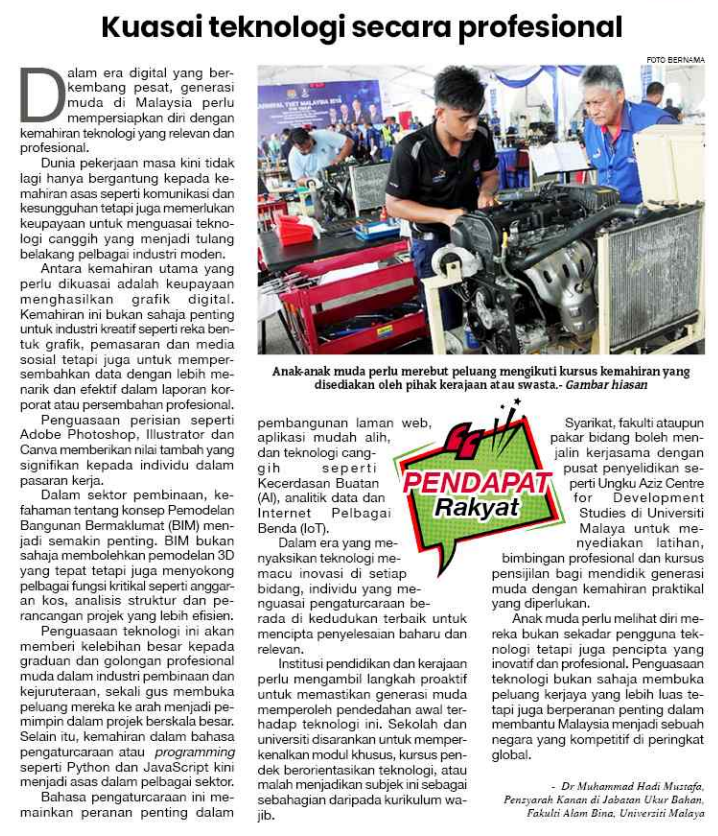 Kuasai teknologi secara profesional
FOTO BERNAMA
Dalam era digital yang ber-
kembang pesat, generasi
muda di Malaysia perlu
mempersiapkan diri dengan
kemahiran teknologi yang relevan dan
profesional.
Dunia pekerjaan masa kini tidak
lagi hanya bergantung kepada ke-
mahiran asas seperti komunikasi dan
kesungguhan tetapi juga memerlukan
keupayaan untuk menguasai tekno-
logi canggih yang menjadi tulang
belakang pelbagai industri moden.
Antara kemahiran utama yang
perlu dikuasai adalah keupayaan
menghasilkan grafik digital.
Kemahiran ini bukan sahaja penting
untuk industri kreatif seperti reka ben-
tuk grafik, pemasaran dan media
sosial tetapi juga untuk memper-
sembahkan data dengan lebih me-
narik dan efektif dalam laporan kor-
porat atau persembahan profesional.
Penguasaan perisian seperti
Adobe Photoshop, Illustrator dan
Canva memberikan nilai tambah yang
signifikan kepada individu dalam
pasaran kerja.
Dalam sektor pembinaan, ke-
fahaman tentang konsep Pemodelan
Bangunan Bermaklumat (BIM) men-
jadi semakin penting. BIM bukan
sahaja membolehkan pemodelan 3D
yang tepat tetapi juga menyokong
pelbagai fungsi kritikal seperti anggar-
an kos, analisis struktur dan pe-
rancangan projek yang lebih efisien.
Penguasaan teknologi ini akan
memberi kelebihan besar kepada
graduan dan golongan profesional
muda dalam industri pembinaan dan
kejuruteraan, sekali gus membuka
peluang mereka ke arah menjadi pe-
mimpin dalam projek berskala besar.
Selain itu, kemahiran dalam bahasa
pengaturcaraan atau programming
seperti Python dan JavaScript kini
menjadi asas dalam pelbagai sektor.
Bahasa pengaturcaraan ini me-
mainkan peranan penting dalam
Anak-anak muda perlu merebut peluang mengikuti kursus kemahiran yang
disediakan oleh pihak kerajaan atau swasta.- Gambar hiasan
pembangunan laman web,
aplikasi mudah alih,
dan teknologi cang-
gih seperti
Kecerdasan Buatan
(AI), analitik data dan
Internet Pelbagai
Benda (IoT).
Dalam era yang me-
nyaksikan teknologi me-
macu inovasi di setiap
bidang, individu yang me-
nguasai pengaturcaraan be-
rada di kedudukan terbaik untuk
mencipta penyelesaian baharu dan
relevan.
Institusi pendidikan dan kerajaan
perlu mengambil langkah proaktif
untuk memastikan generasi muda
memperoleh pendedahan awal ter-
hadap teknologi ini. Sekolah dan
universiti disarankan untuk memper-
kenalkan modul khusus, kursus pen-
dek berorientasikan teknologi, atau
malah menjadikan subjek ini sebagai
sebahagian daripada kurikulum wa-
jib.
PENDAPAT
Rakyat
Syarikat, fakulti ataupun
pakar bidang boleh men-
jalin kerjasama dengan
pusat penyelidikan se-
perti Ungku Aziz Centre
for Development
Studies di Universiti
Malaya untuk me-
nyediakan latihan,
bimbingan profesional dan kursus
pensijilan bagi mendidik generasi
muda dengan kemahiran praktikal
yang diperlukan.
Anak muda perlu melihat diri me-
reka bukan sekadar pengguna tek-
nologi tetapi juga pencipta yang
inovatif dan profesional. Penguasaan
teknologi bukan sahaja membuka
peluang kerjaya yang lebih luas te-
tapi juga berperanan penting dalam
membantu Malaysia menjadi sebuah
negara yang kompetitif di peringkat
global.
- Dr Muhammad Hadi Mustafa,
Pensyarah Kanan di Jabatan Ukur Bahan,
Fakulti Alam Bina, Universiti Malaya